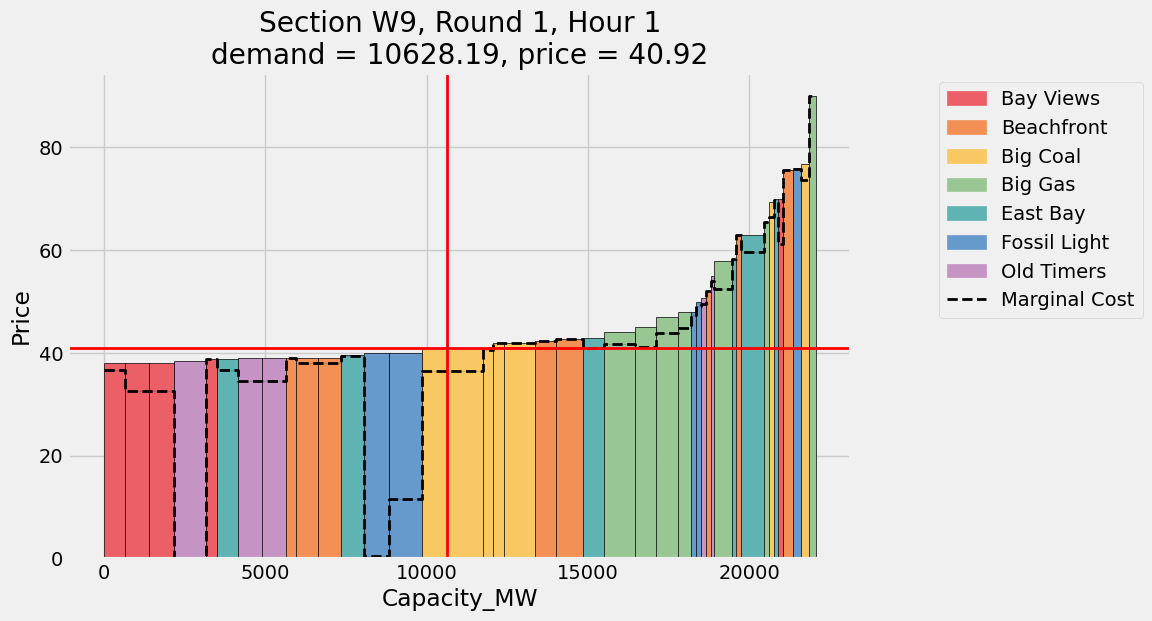 Section W9, Round 1, Hour 1
demand = 10628.19, price = 40.92
Price
80
60
40
20
0
0
5000
10000
15000
20000
Capacity_MW
Bay Views
Beachfront
Big Coal
Big Gas
East Bay
Fossil Light
Old Timers
Marginal Cost